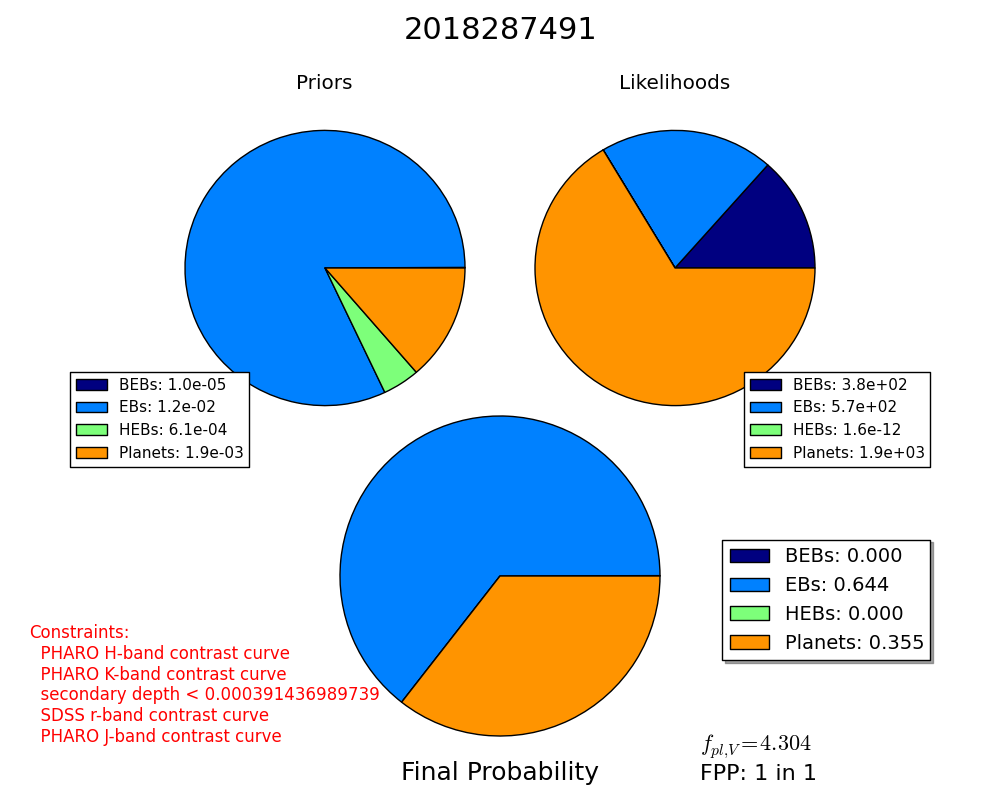 2018287491
Priors
Likelihoods
BEBs: 1.0e-05
EBs: 1.2e-02
HEBs: 6.1e-04
Planets: 1.9e-03
BEBs: 3.8e+02
EBs: 5.7e+02
HEBs: 1.6e-12
Planets: 1.9e+03
BEBs: 0.000
EBs: 0.644
HEBs: 0.000
Planets: 0.355
Constraints:
PHARO H-band contrast curve
PHARO K-band contrast curve
secondary depth < 0.000391436989739
SDSS r-band contrast curve
PHARO J-band contrast curve
Final Probability
f_{pl,V}=4.304
FPP: 1 in 1